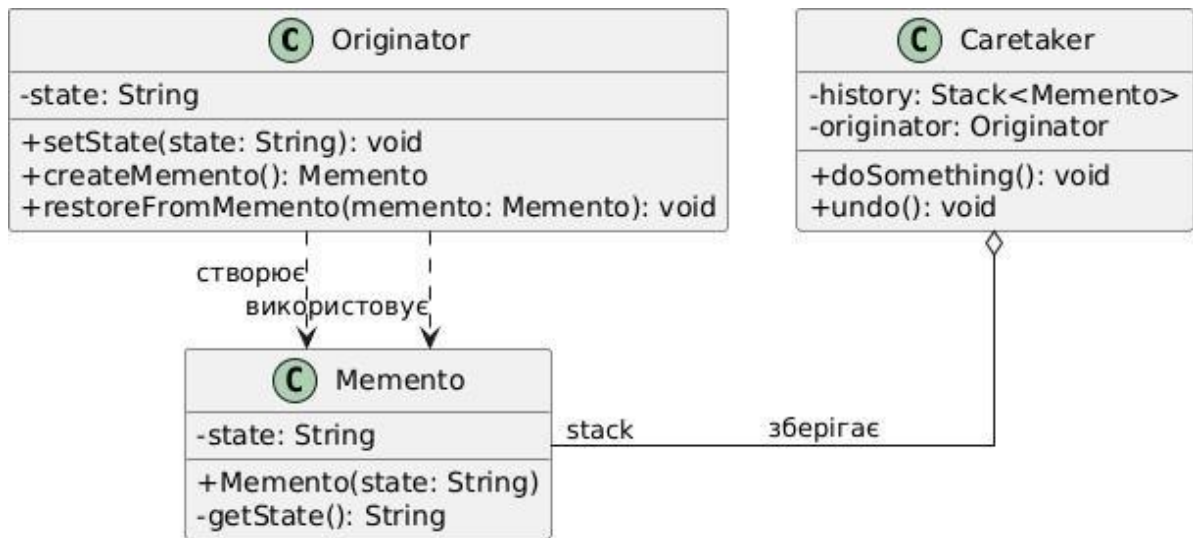 C Originator
-state: String
+setState(state: String): void
+createMemento(): Memento
+restoreFromMemento(memento: Memento): void
C Caretaker
-history: Stack<Memento>
-originator: Originator
+doSomething(): void
+undo(): void
створює
використовує
C Memento
-state: String
+Memento(state: String)
-getState(): String
stack
зберігає